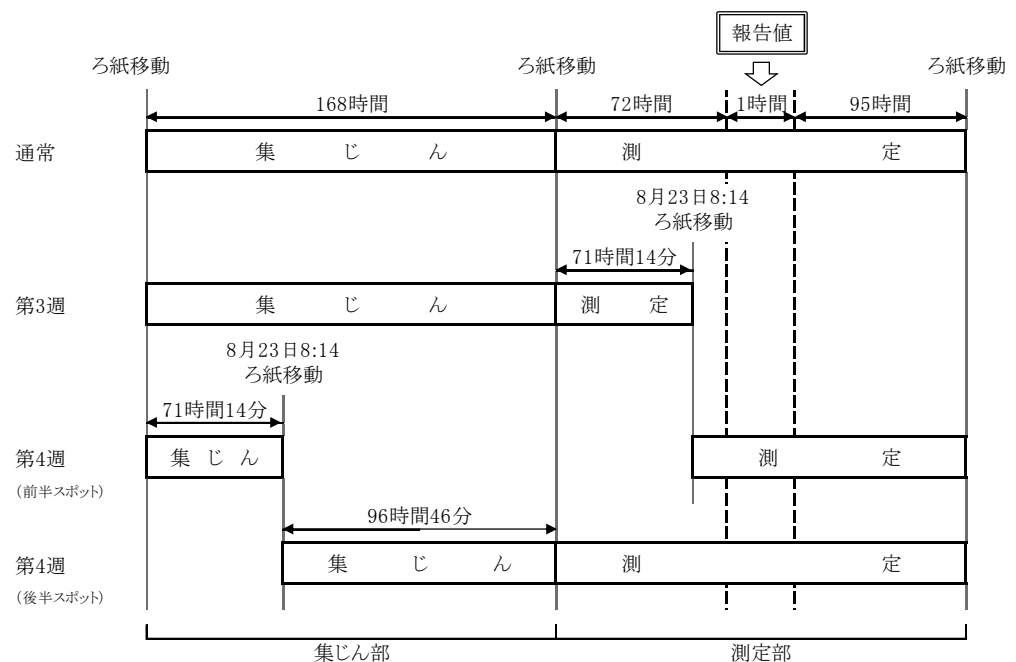 報告値
ろ紙移動 ろ紙移動 ろ紙移動
168時間 72時間 1時間 95時間
通常 集じん 測定
8月23日8:14
ろ紙移動
71時間14分
第3週 集じん 測定
8月23日8:14
ろ紙移動
71時間14分
第4週 集じん 測定
(前半スポット)
96時間46分
第4週 集じん 測定
(後半スポット)
集じん部 測定部